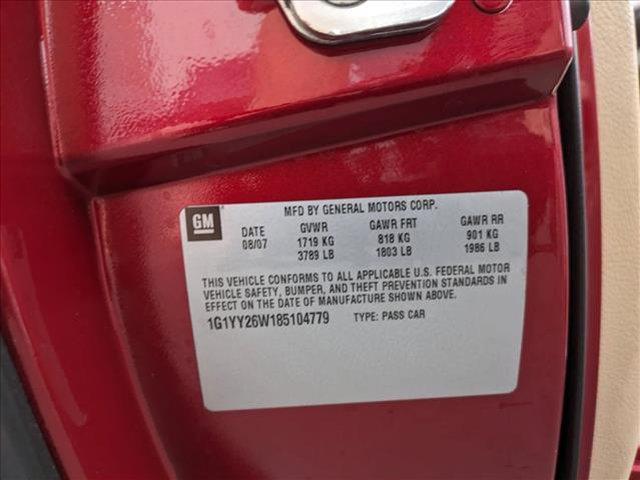 MFD BY GENERAL MOTORS CORP.
GM
DATE GVWR GAWR FRT GAWR RR
08/07 1719 KG 818 KG 901 KG
3789 LB 1803 LB 1986 LB
THIS VEHICLE CONFORMS TO ALL APPLICABLE U.S. FEDERAL MOTOR
VEHICLE SAFETY, BUMPER, AND THEFT PREVENTION STANDARDS IN
EFFECT ON THE DATE OF MANUFACTURE SHOWN ABOVE.
1G1YY26W185104779 TYPE: PASS CAR